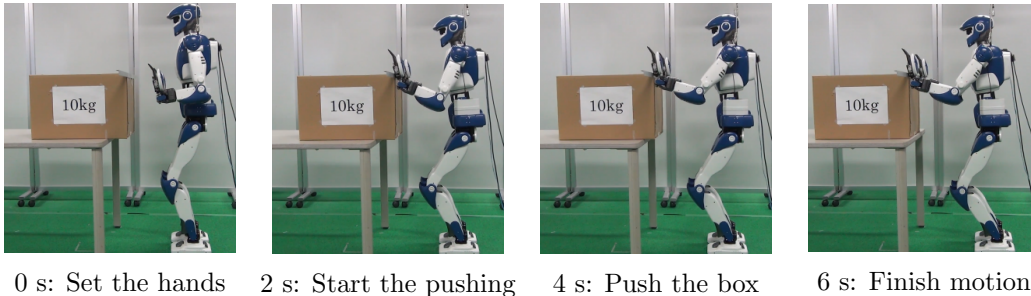 10kg
10kg
10kg
10kg
0 s: Set the hands
2 s: Start the pushing
4 s: Push the box
6 s: Finish motion